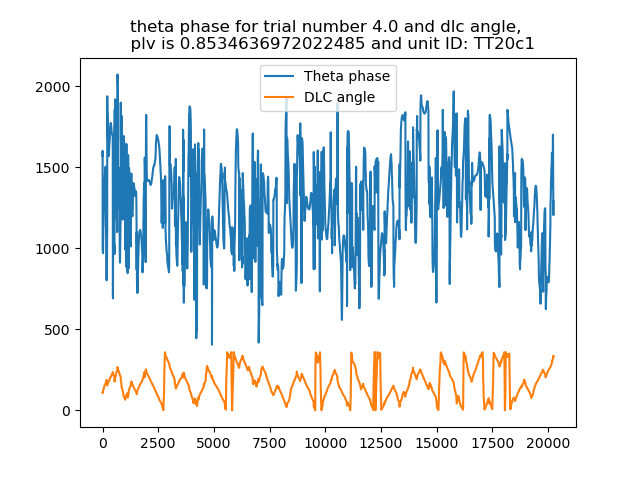 theta phase for trial number 4.0 and dlc angle,
plv is 0.8534636972022485 and unit ID: TT20c1
Theta phase
DLC angle
2000
1500
1000
500
0
0 2500 5000 7500 10000 12500 15000 17500 20000